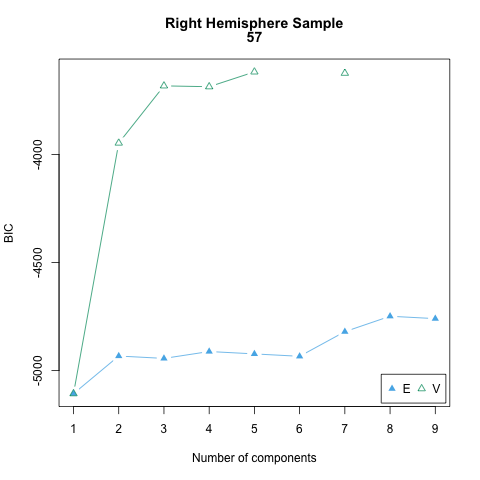 Right Hemisphere Sample
57
BIC
-4000
-4500
-5000
E V
1 2 3 4 5 6 7 8 9
Number of components